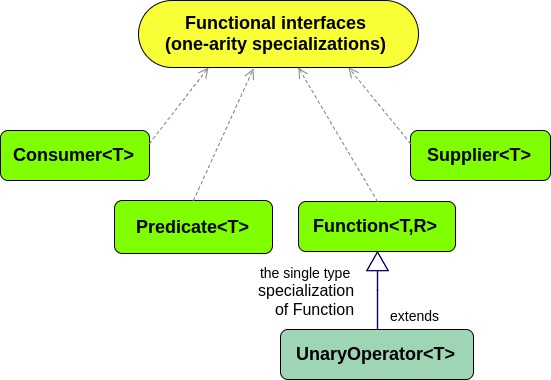 Functional interfaces
(one-arity specializations)
Consumer<T>
Supplier<T>
Predicate<T>
Function<T,R>
the single type
specialization
of Function
extends
UnaryOperator<T>